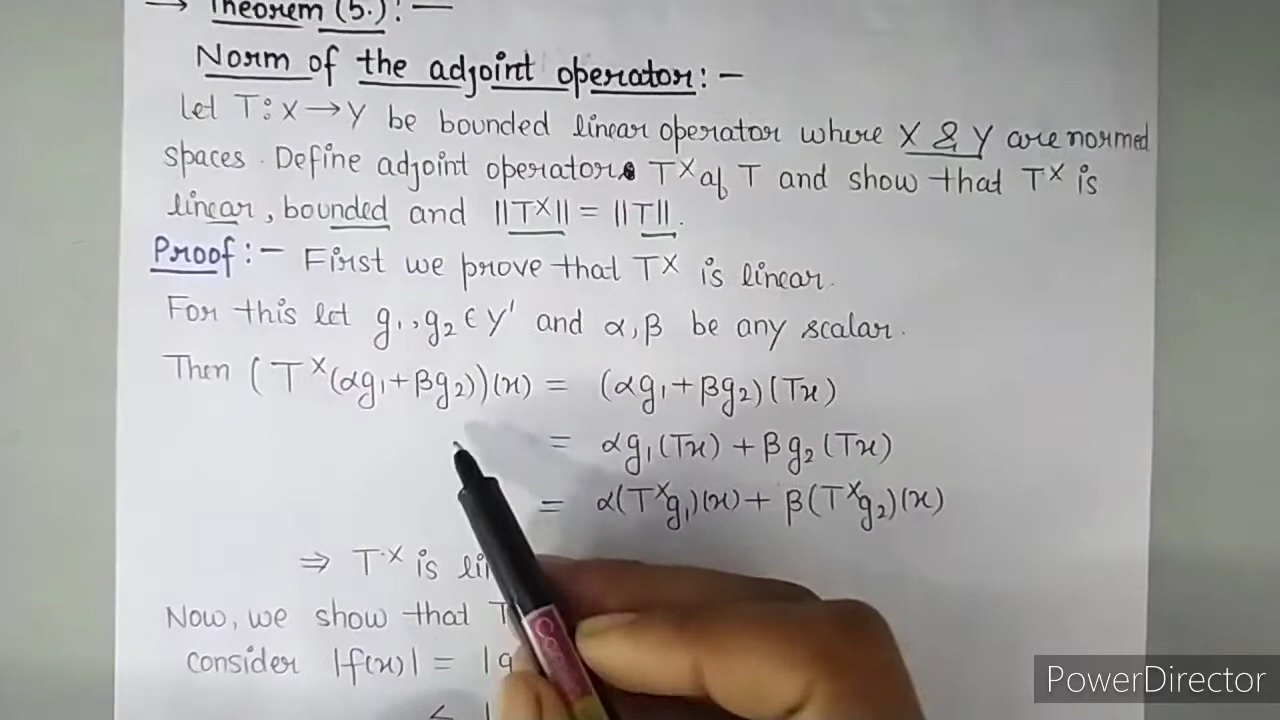 → Theorem (5.) :—
Norm of the adjoint operator:-
Let T: X → Y be bounded linear operator where X & Y are normed
spaces. Define adjoint operator T^X of T and show that T^X is
linear, bounded and ||T^X|| = ||T||.
Proof:- First we prove that T^X is linear.
For this let g₁, g₂ ∈ Y' and α, β be any scalar.
Then (T^X(αg₁ + βg₂))(x) = (αg₁ + βg₂)(Tx)
= αg₁(Tx) + βg₂(Tx)
= α(T^Xg₁)(x) + β(T^Xg₂)(x)
⇒ T^X is
Now, we show that T
consider |f(x)| = |g
PowerDirector